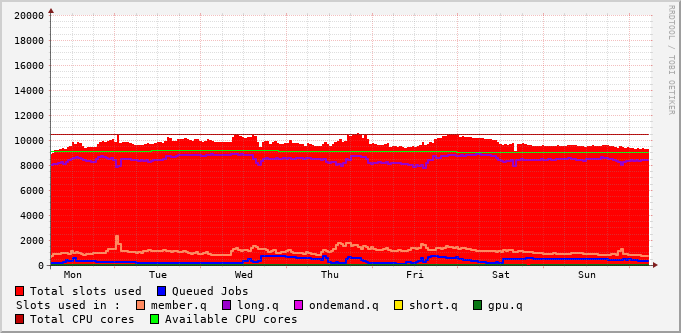 20000
18000
16000
14000
12000
10000
8000
6000
4000
2000
0
Mon Tue Wed Thu Fri Sat Sun
RRDTOOL / TOBI OETIKER
Total slots used Queued Jobs
Slots used in : member.q long.q ondemand.q short.q gpu.q
Total CPU cores Available CPU cores